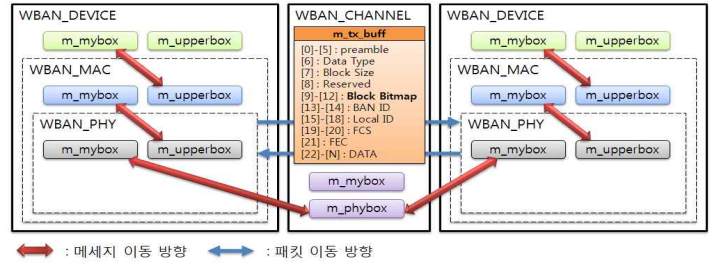 WBAN_DEVICE
m_mybox
m_upperbox
WBAN_MAC
m_mybox
m_upperbox
WBAN_PHY
m_mybox
m_upperbox
WBAN_CHANNEL
m_tx_buff
[0]-[5] : preamble
[6] : Data Type
[7] : Block Size
[8] : Reserved
[9]-[12] : Block Bitmap
[13]-[14] : BAN ID
[15]-[18] : Local ID
[19]-[20] : FCS
[21] : FEC
[22]-[N] : DATA
m_mybox
m_phybox
WBAN_DEVICE
m_mybox
m_upperbox
WBAN_MAC
m_mybox
m_upperbox
WBAN_PHY
m_mybox
m_upperbox
: 메세지 이동 방향
: 패킷 이동 방향